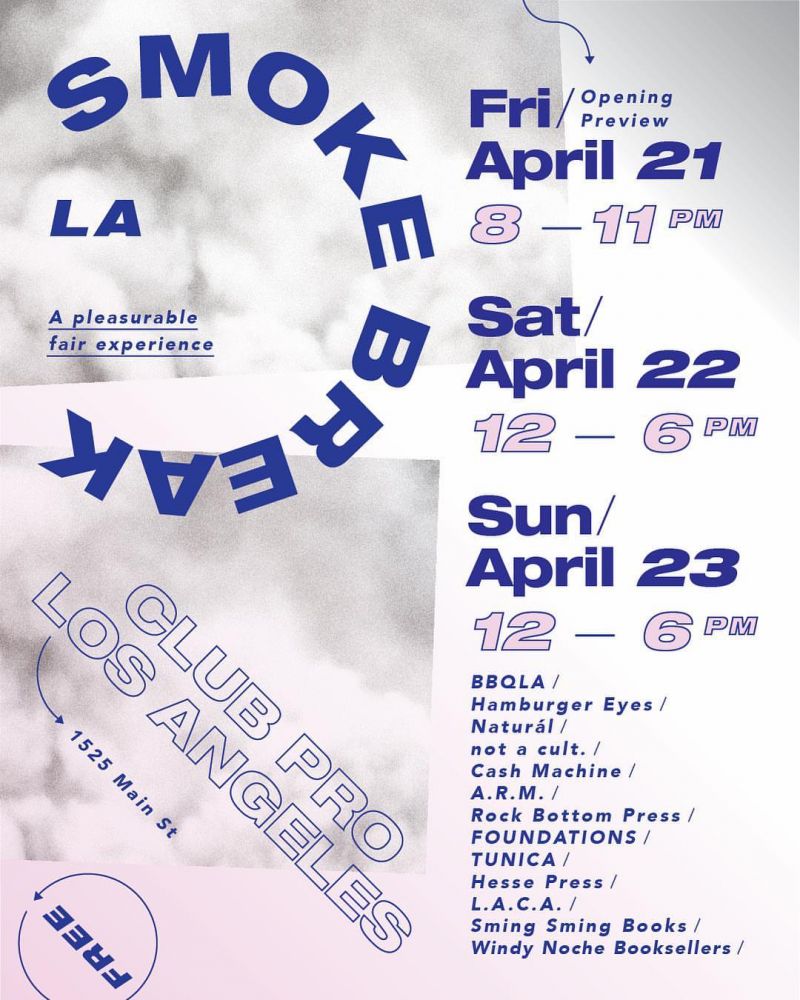 SMOKE BREAK
LA
A pleasurable
fair experience
Fri/ Opening
Preview
April 21
8 — 11 PM
Sat/
April 22
12 — 6 PM
Sun/
April 23
12 — 6 PM
BBQLA /
Hamburger Eyes /
Naturál /
not a cult. /
Cash Machine /
A.R.M. /
Rock Bottom Press /
FOUNDATIONS /
TUNICA /
Hesse Press /
L.A.C.A. /
Sming Sming Books /
Windy Noche Booksellers /
CLUB PRO
LOS ANGELES
1525 Main St
FREE